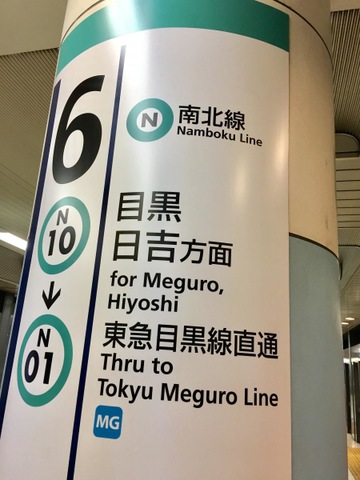 6
N
南北線
Namboku Line
N
10
↓
N
01
目黒
日吉方面
for Meguro,
Hiyoshi
東急目黒線直通
Thru to
Tokyu Meguro Line
MG